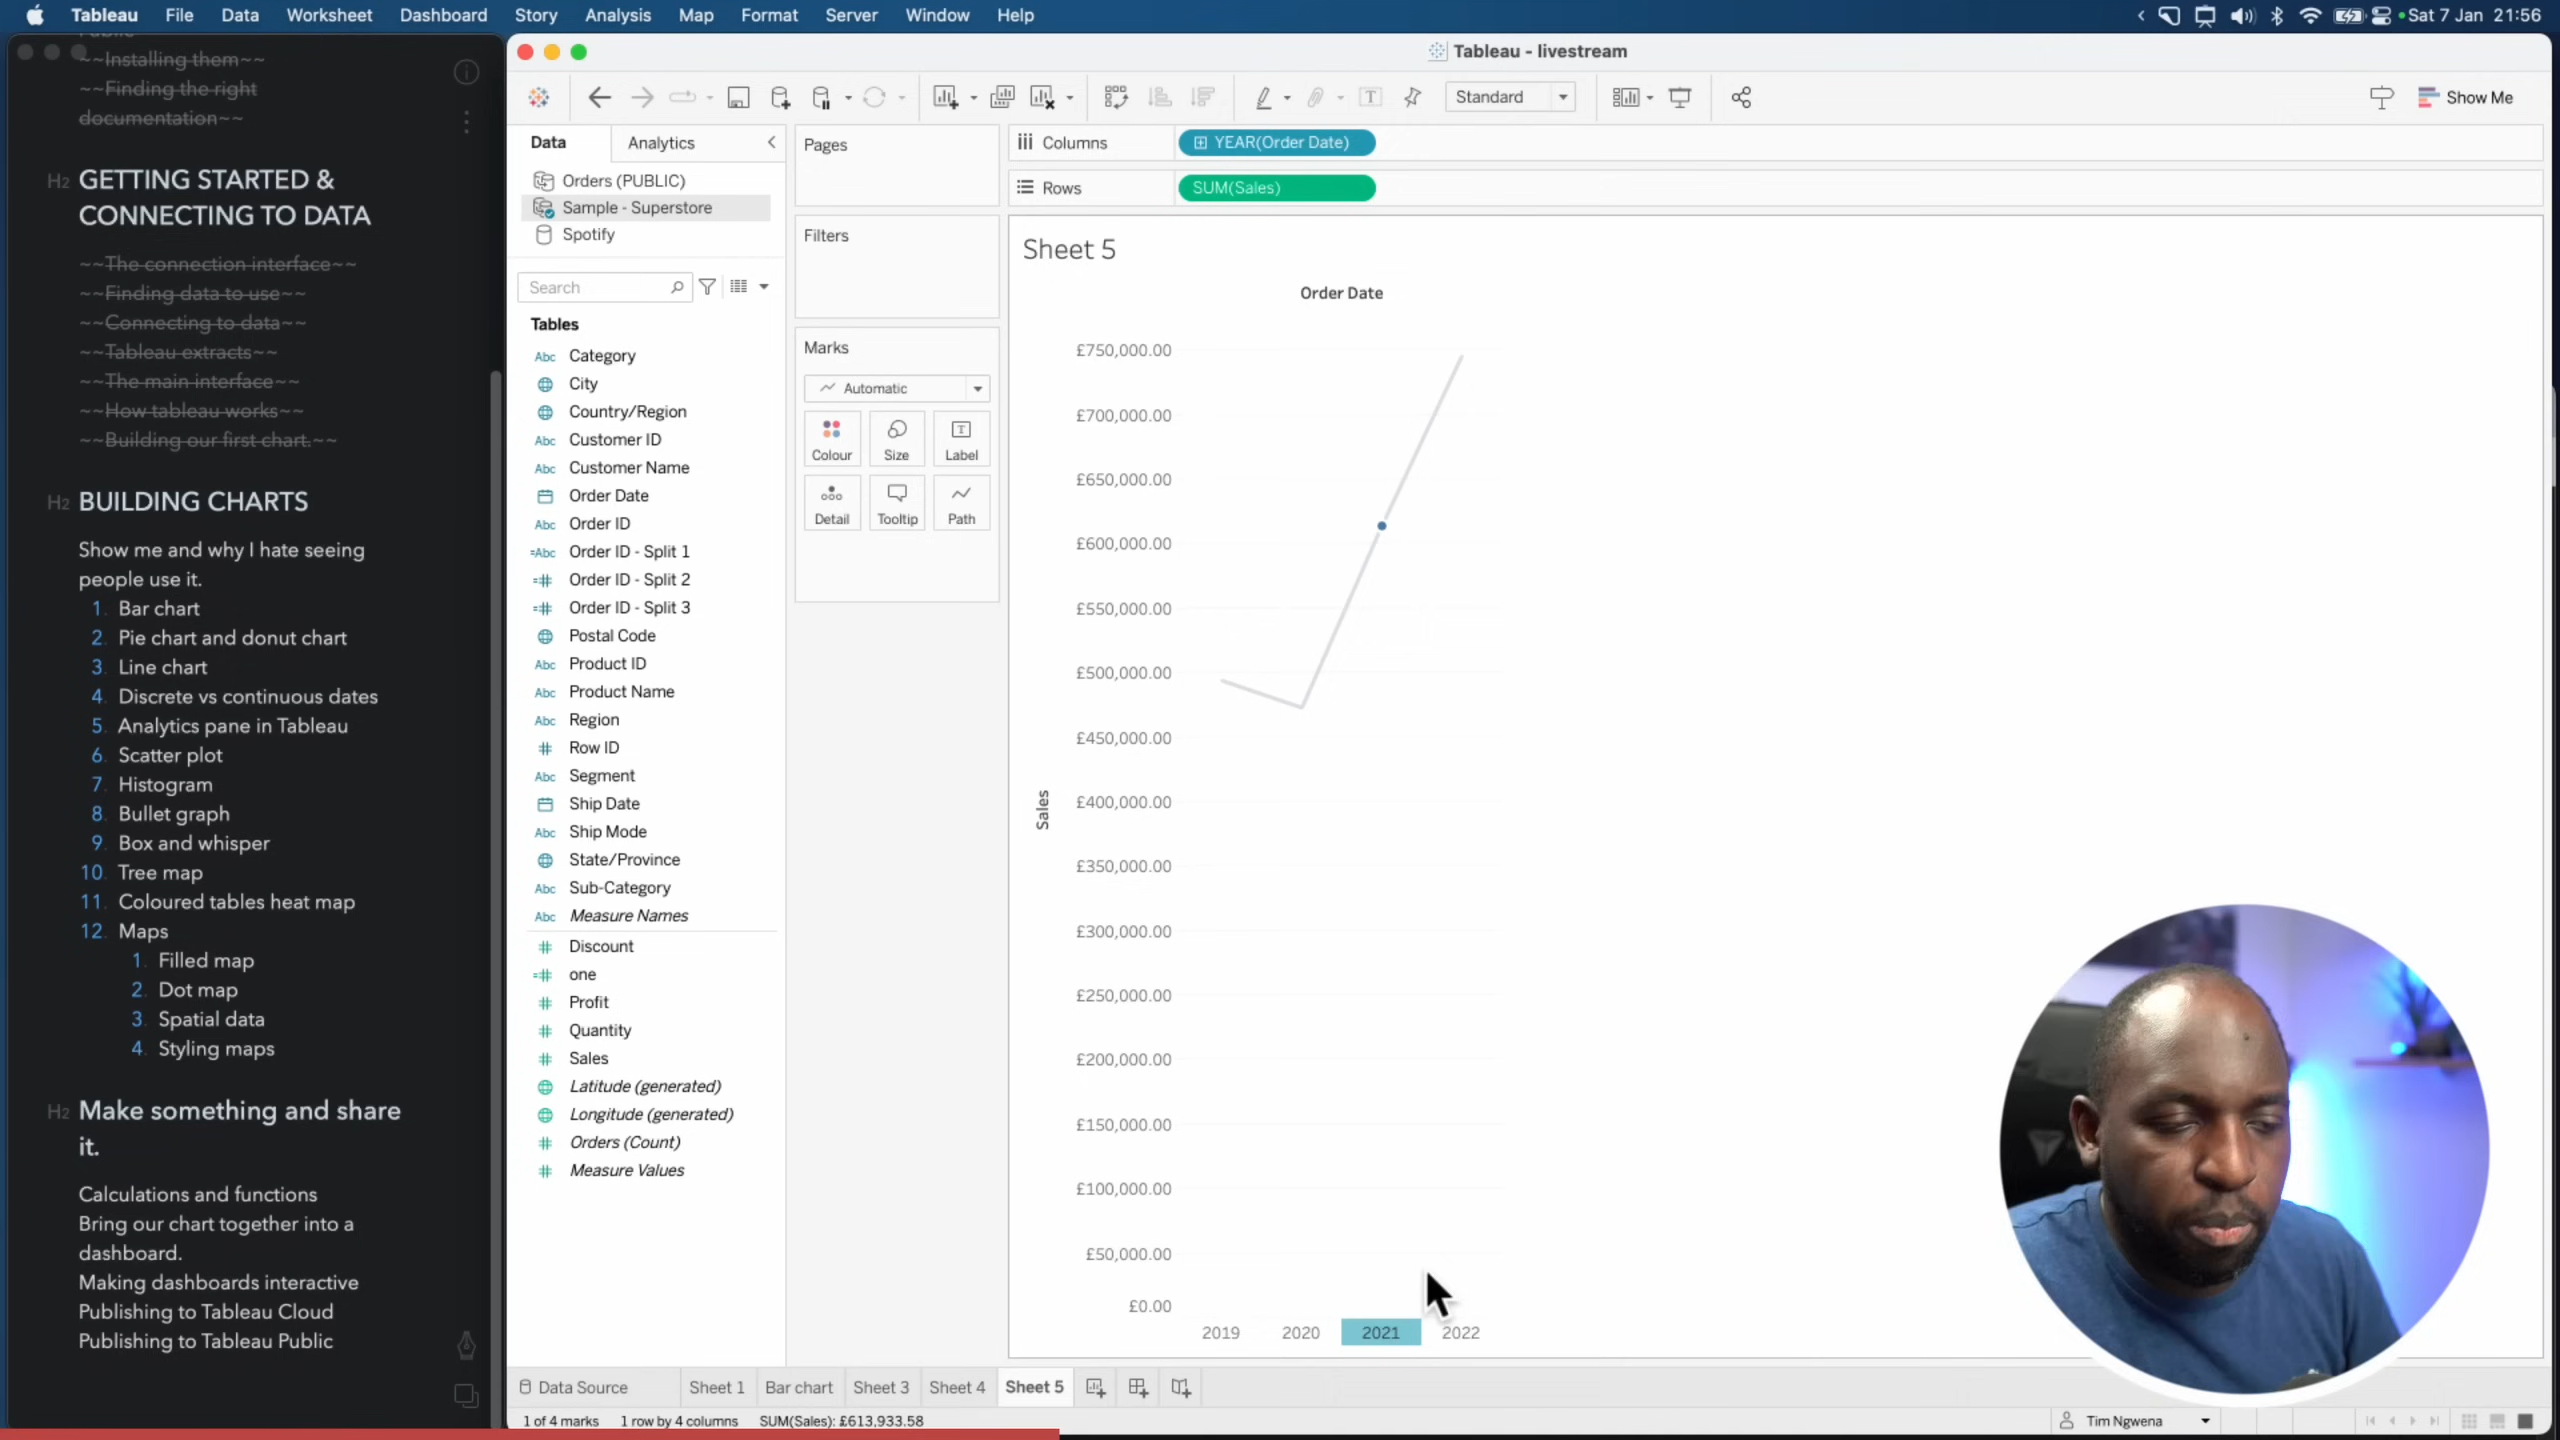 Tableau File Data Worksheet Dashboard Story Analysis Map Format Server Window Help
Sat 7 Jan 21:56
~~Installing them~~
~~Finding the right
documentation~~
H2 GETTING STARTED &
CONNECTING TO DATA
~~The connection interface~~
~~Finding data to use~~
~~Connecting to data~~
~~Tableau extracts~~
~~The main interface~~
~~How tableau works~~
~~Building our first chart.~~
H2 BUILDING CHARTS
Show me and why I hate seeing
people use it.
1. Bar chart
2. Pie chart and donut chart
3. Line chart
4. Discrete vs continuous dates
5. Analytics pane in Tableau
6. Scatter plot
7. Histogram
8. Bullet graph
9. Box and whisper
10. Tree map
11. Coloured tables heat map
12. Maps
1. Filled map
2. Dot map
3. Spatial data
4. Styling maps
H2 Make something and share
it.
Calculations and functions
Bring our chart together into a
dashboard.
Making dashboards interactive
Publishing to Tableau Cloud
Publishing to Tableau Public
Tableau - livestream
Standard
Show Me
Data Analytics
Orders (PUBLIC)
Sample - Superstore
Spotify
Search
Tables
Abc Category
City
Country/Region
Abc Customer ID
Abc Customer Name
Order Date
Abc Order ID
=Abc Order ID - Split 1
=# Order ID - Split 2
=# Order ID - Split 3
Postal Code
Abc Product ID
Abc Product Name
Abc Region
# Row ID
Abc Segment
Ship Date
Abc Ship Mode
State/Province
Abc Sub-Category
Abc Measure Names
# Discount
=# one
# Profit
# Quantity
# Sales
Latitude (generated)
Longitude (generated)
# Orders (Count)
# Measure Values
Pages
Filters
Marks
Automatic
Colour Size Label
Detail Tooltip Path
Columns YEAR(Order Date)
Rows SUM(Sales)
Sheet 5
Order Date
£750,000.00
£700,000.00
£650,000.00
£600,000.00
£550,000.00
£500,000.00
£450,000.00
£400,000.00
£350,000.00
£300,000.00
£250,000.00
£200,000.00
£150,000.00
£100,000.00
£50,000.00
£0.00
Sales
2019 2020 2021 2022
Data Source Sheet 1 Bar chart Sheet 3 Sheet 4 Sheet 5
1 of 4 marks 1 row by 4 columns SUM(Sales): £613,933.58
Tim Ngwena